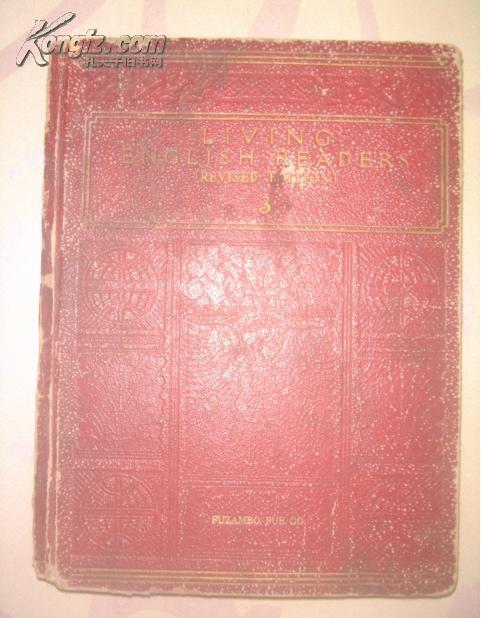 Kongfz.com
孔夫子旧书网
LIVING
ENGLISH READERS
(REVISED EDITION)
3
FUZAMBO PUB. CO.